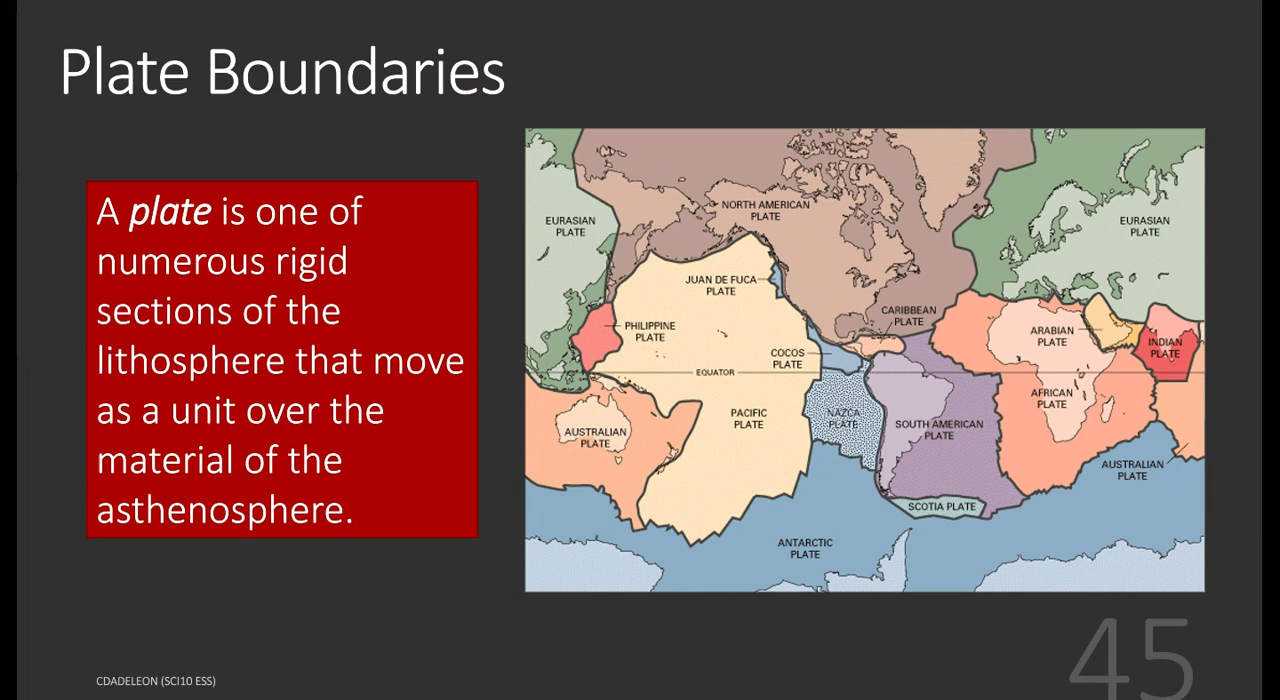 Plate Boundaries
A plate is one of
numerous rigid
sections of the
lithosphere that move
as a unit over the
material of the
asthenosphere.
EURASIAN
PLATE
NORTH AMERICAN
PLATE
EURASIAN
PLATE
JUAN DE FUCA
PLATE
CARIBBEAN
PLATE
PHILIPPINE
PLATE
ARABIAN
PLATE
INDIAN
PLATE
COCOS
PLATE
EQUATOR
AFRICAN
PLATE
PACIFIC
PLATE
NAZCA
PLATE
SOUTH AMERICAN
PLATE
AUSTRALIAN
PLATE
AUSTRALIAN
PLATE
SCOTIA PLATE
ANTARCTIC
PLATE
CDADELEON (SCI10 ESS)
45